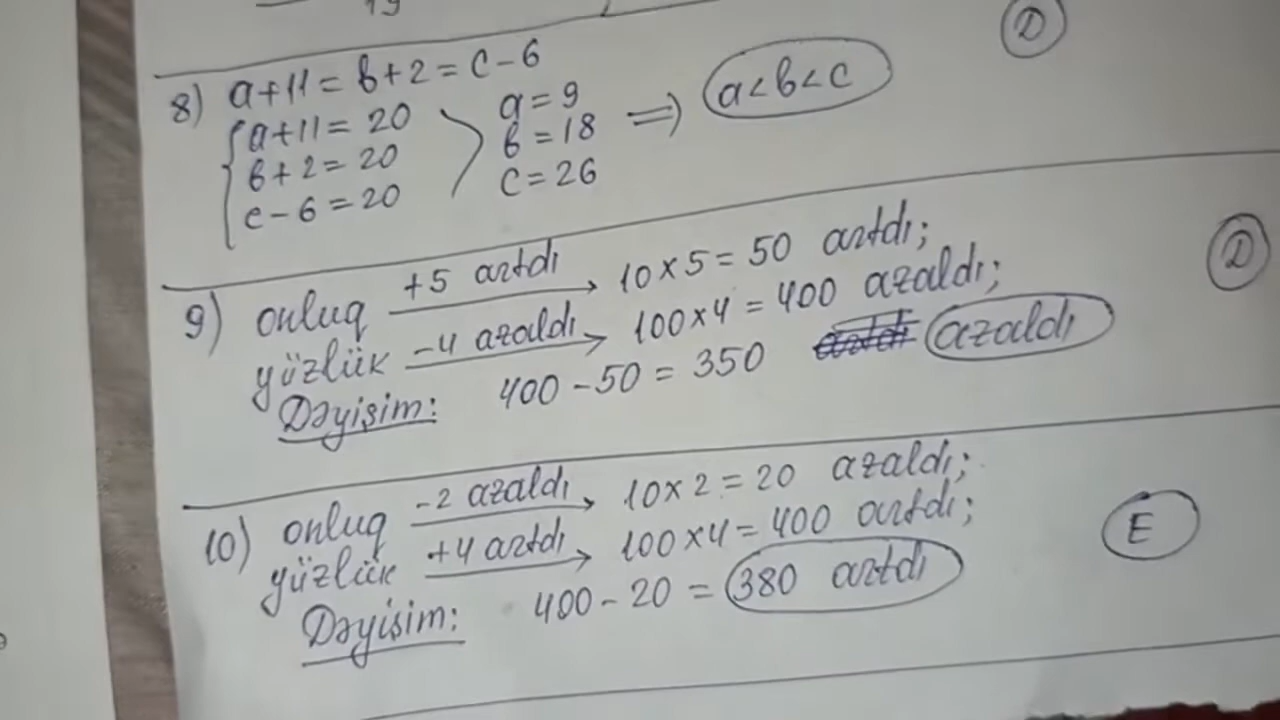 19
8) a+11 = b+2 = c-6
a+11 = 20
b+2 = 20
c-6 = 20
a = 9
b = 18
c = 26
⇒ a<b<c
D
9) onluq +5 artdı → 10×5 = 50 artdı;
yüzlük -4 azaldı → 100×4 = 400 azaldı;
Dəyişim: 400-50 = 350 azaldı
D
10) onluq -2 azaldı → 10×2 = 20 azaldı;
yüzlük +4 artdı → 100×4 = 400 artdı;
Dəyişim: 400-20 = 380 artdı
E